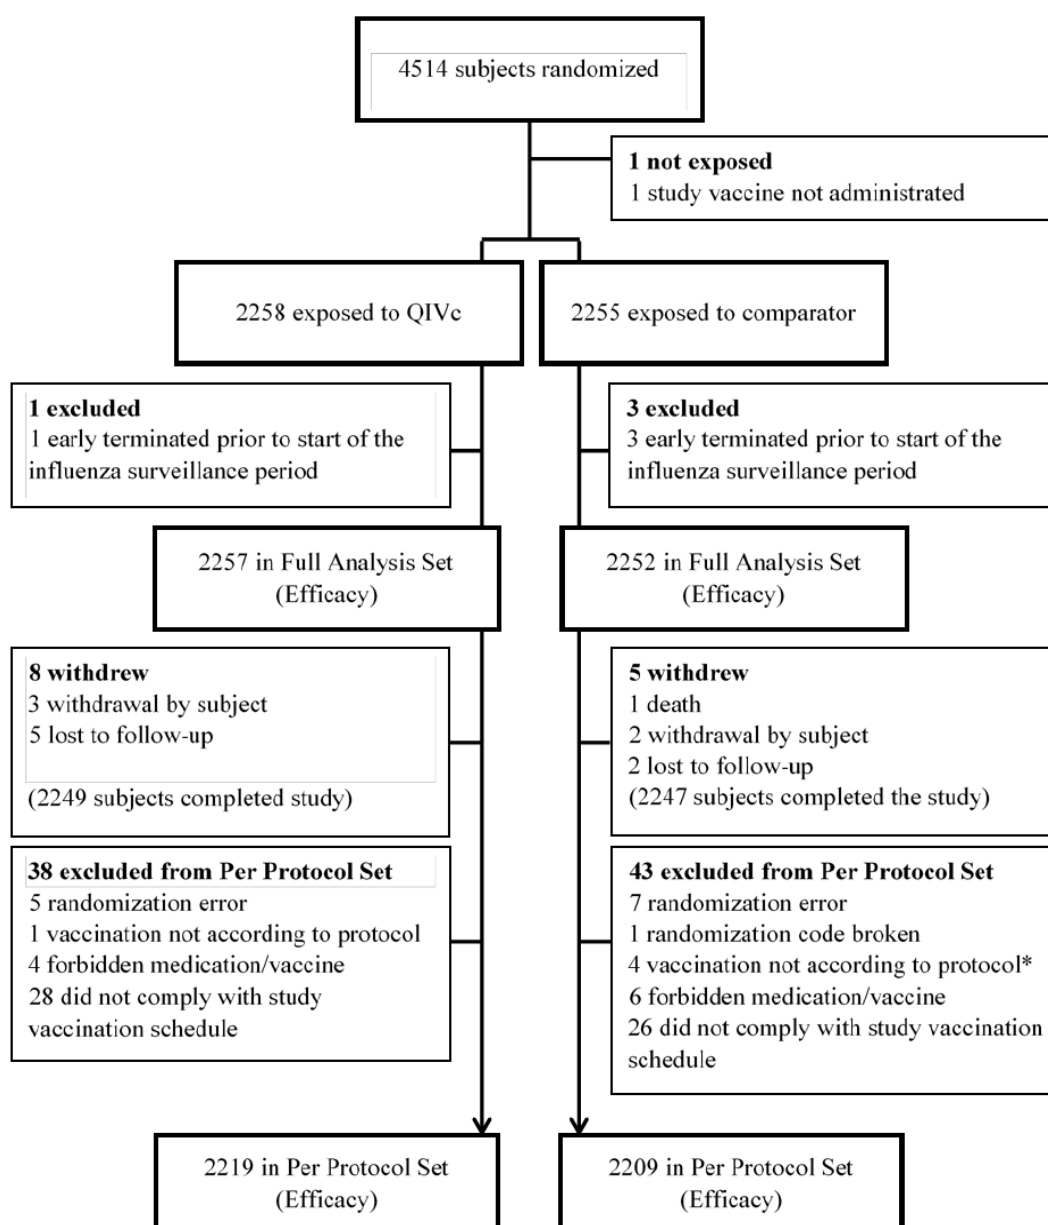 4514 subjects randomized
1 not exposed
1 study vaccine not administrated
2258 exposed to QIVc
2255 exposed to comparator
1 excluded
1 early terminated prior to start of the
influenza surveillance period
3 excluded
3 early terminated prior to start of the
influenza surveillance period
2257 in Full Analysis Set
(Efficacy)
2252 in Full Analysis Set
(Efficacy)
8 withdrew
3 withdrawal by subject
5 lost to follow-up
(2249 subjects completed study)
5 withdrew
1 death
2 withdrawal by subject
2 lost to follow-up
(2247 subjects completed the study)
38 excluded from Per Protocol Set
5 randomization error
1 vaccination not according to protocol
4 forbidden medication/vaccine
28 did not comply with study
vaccination schedule
43 excluded from Per Protocol Set
7 randomization error
1 randomization code broken
4 vaccination not according to protocol*
6 forbidden medication/vaccine
26 did not comply with study vaccination
schedule
2219 in Per Protocol Set
(Efficacy)
2209 in Per Protocol Set
(Efficacy)